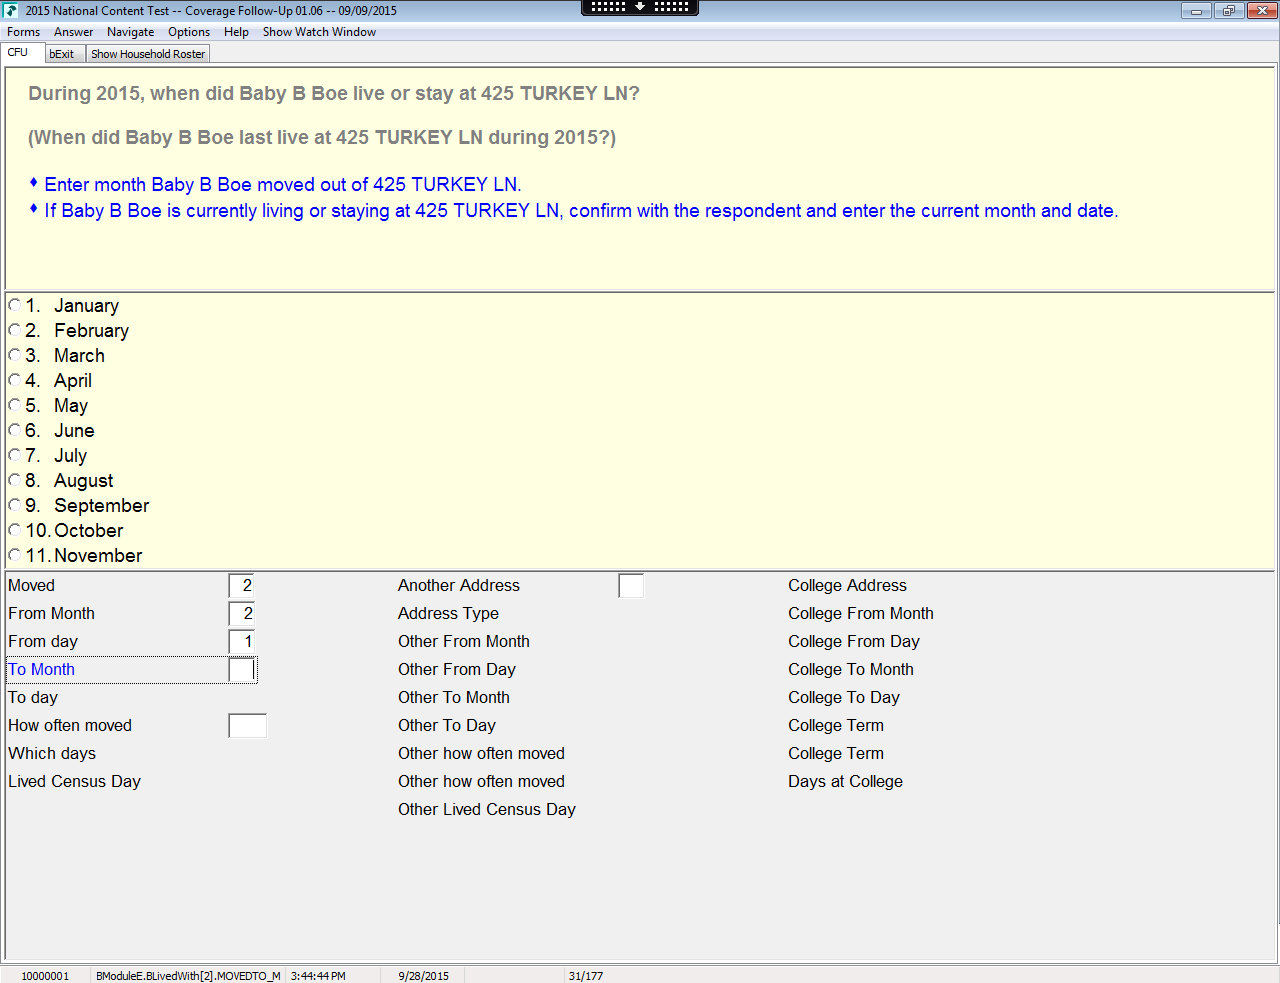 2015 National Content Test -- Coverage Follow-Up 01.06 -- 09/09/2015
Forms Answer Navigate Options Help Show Watch Window
CFU bExit Show Household Roster
During 2015, when did Baby B Boe live or stay at 425 TURKEY LN?
(When did Baby B Boe last live at 425 TURKEY LN during 2015?)
♦ Enter month Baby B Boe moved out of 425 TURKEY LN.
♦ If Baby B Boe is currently living or staying at 425 TURKEY LN, confirm with the respondent and enter the current month and date.
1. January
2. February
3. March
4. April
5. May
6. June
7. July
8. August
9. September
10. October
11. November
Moved 2 Another Address College Address
From Month 2 Address Type College From Month
From day 1 Other From Month College From Day
To Month Other From Day College To Month
To day Other To Month College To Day
How often moved Other To Day College Term
Which days Other how often moved College Term
Lived Census Day Other how often moved Days at College
Other Lived Census Day
10000001 BModuleE.BLivedWith[2].MOVEDTO_M 3:44:44 PM 9/28/2015 31/177